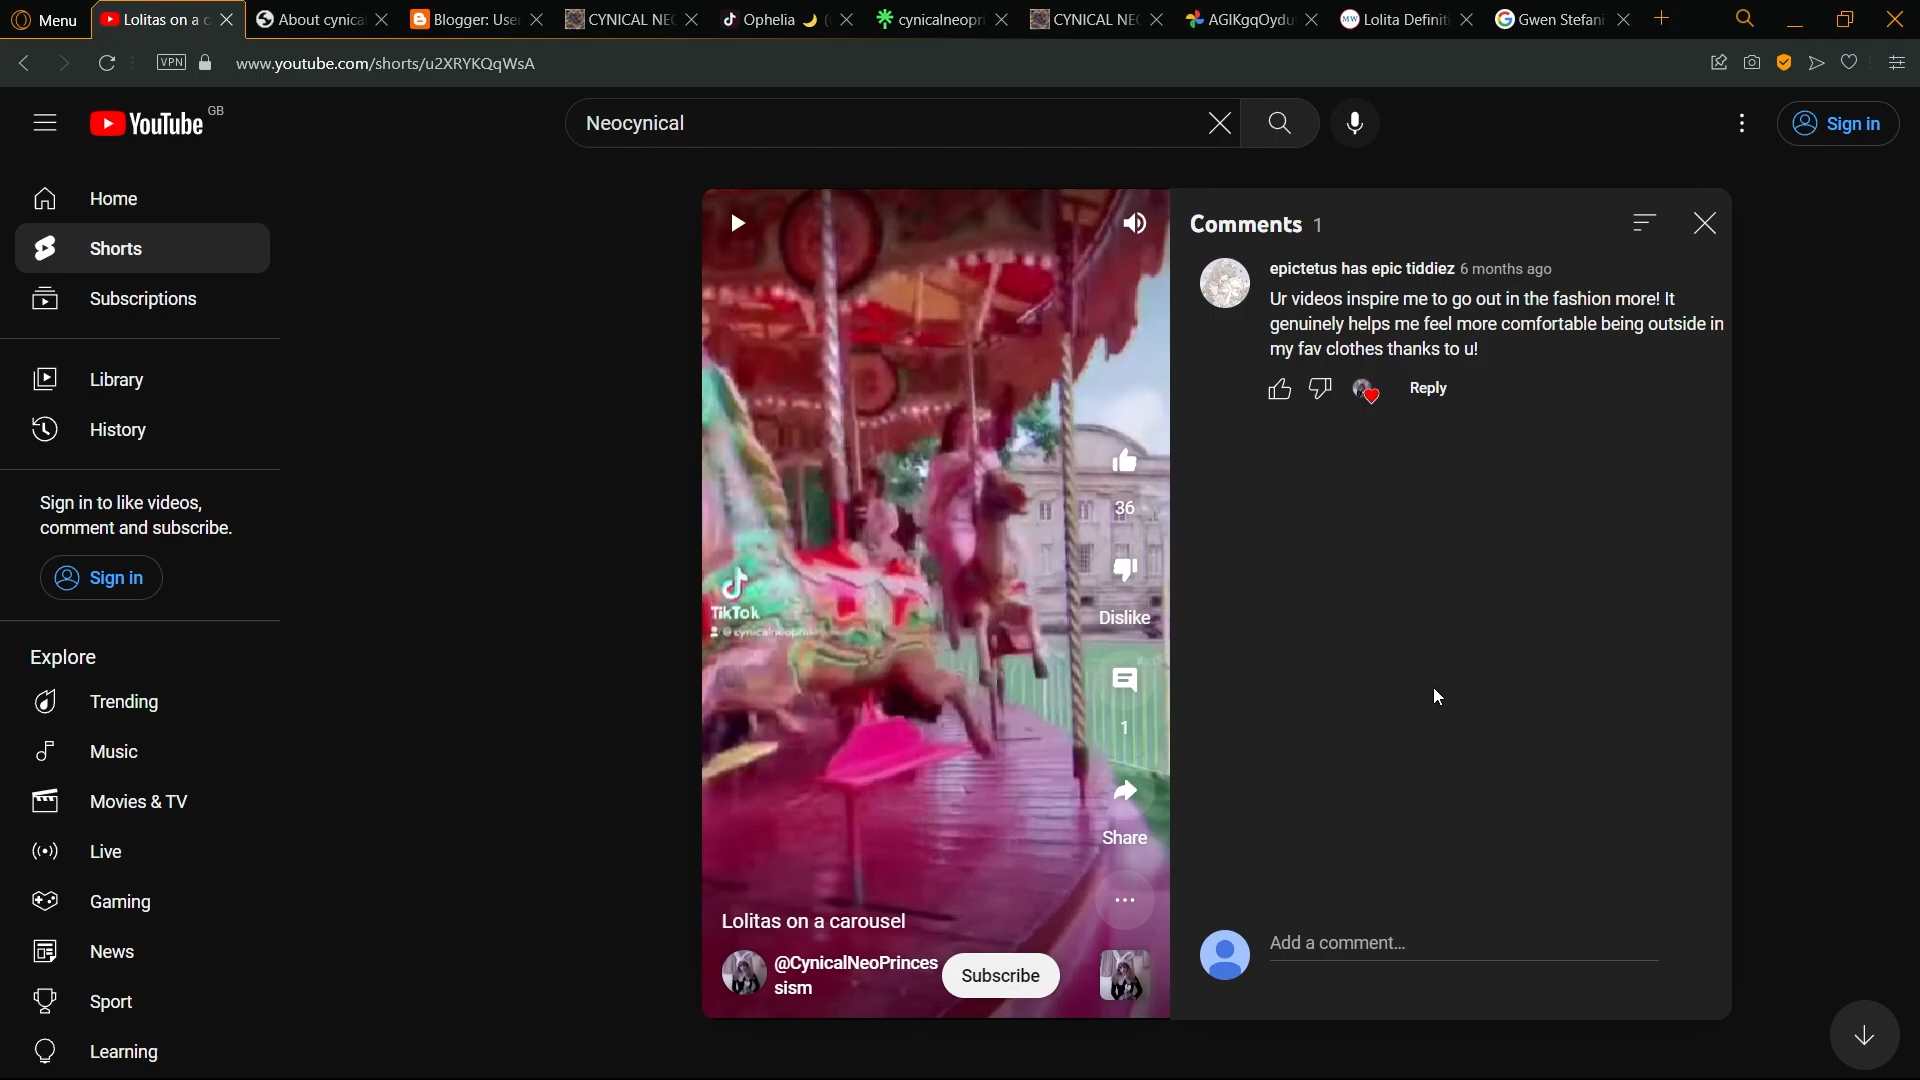 Menu
Lolitas on a c
About cynica
Blogger: Use
CYNICAL NE
Ophelia 🌙 (
cynicalneopri
CYNICAL NE
AGIKgqOydu
MW Lolita Definiti
Gwen Stefani
VPN www.youtube.com/shorts/u2XRYKQqWsA
YouTube GB
Neocynical
Sign in
Home
Shorts
Subscriptions
Library
History
Sign in to like videos,
comment and subscribe.
Sign in
Explore
Trending
Music
Movies & TV
Live
Gaming
News
Sport
Learning
36
Dislike
1
Share
TikTok
Lolitas on a carousel
@CynicalNeoPrinces
sism
Subscribe
Comments 1
epictetus has epic tiddiez 6 months ago
Ur videos inspire me to go out in the fashion more! It
genuinely helps me feel more comfortable being outside in
my fav clothes thanks to u!
Reply
Add a comment...